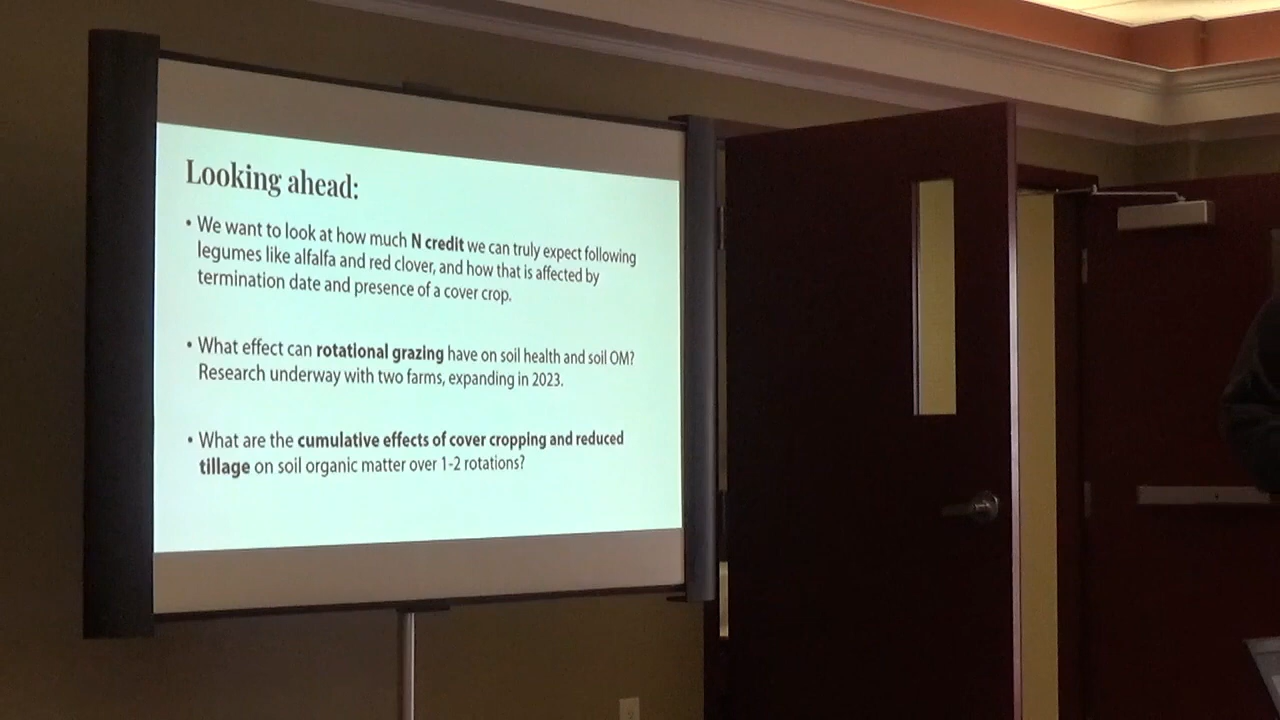 Looking ahead:
• We want to look at how much N credit we can truly expect following
legumes like alfalfa and red clover, and how that is affected by
termination date and presence of a cover crop.
• What effect can rotational grazing have on soil health and soil OM?
Research underway with two farms, expanding in 2023.
• What are the cumulative effects of cover cropping and reduced
tillage on soil organic matter over 1-2 rotations?